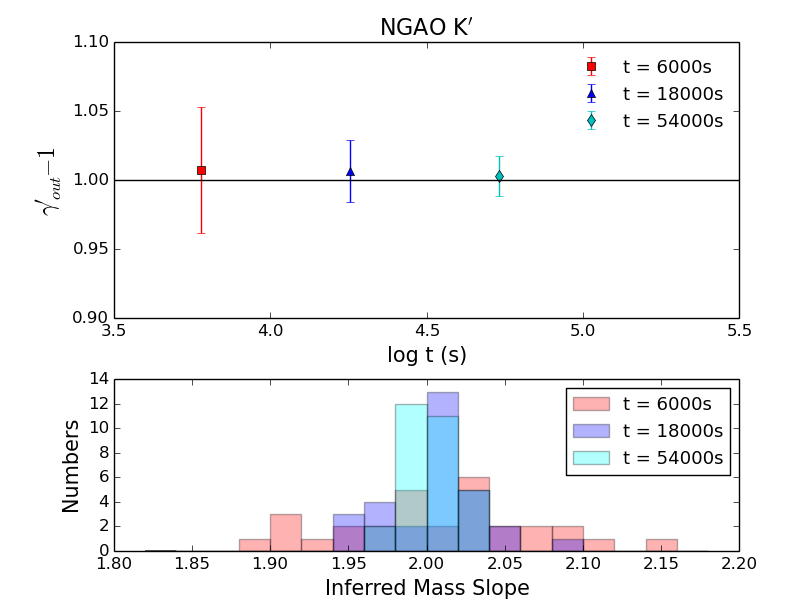 NGAO K′
1.10
1.05
1.00
0.95
0.90
γ′out−1
t = 6000s
t = 18000s
t = 54000s
3.5 4.0 4.5 5.0 5.5
log t (s)
14
12
10
8
6
4
2
0
Numbers
t = 6000s
t = 18000s
t = 54000s
1.80 1.85 1.90 1.95 2.00 2.05 2.10 2.15 2.20
Inferred Mass Slope